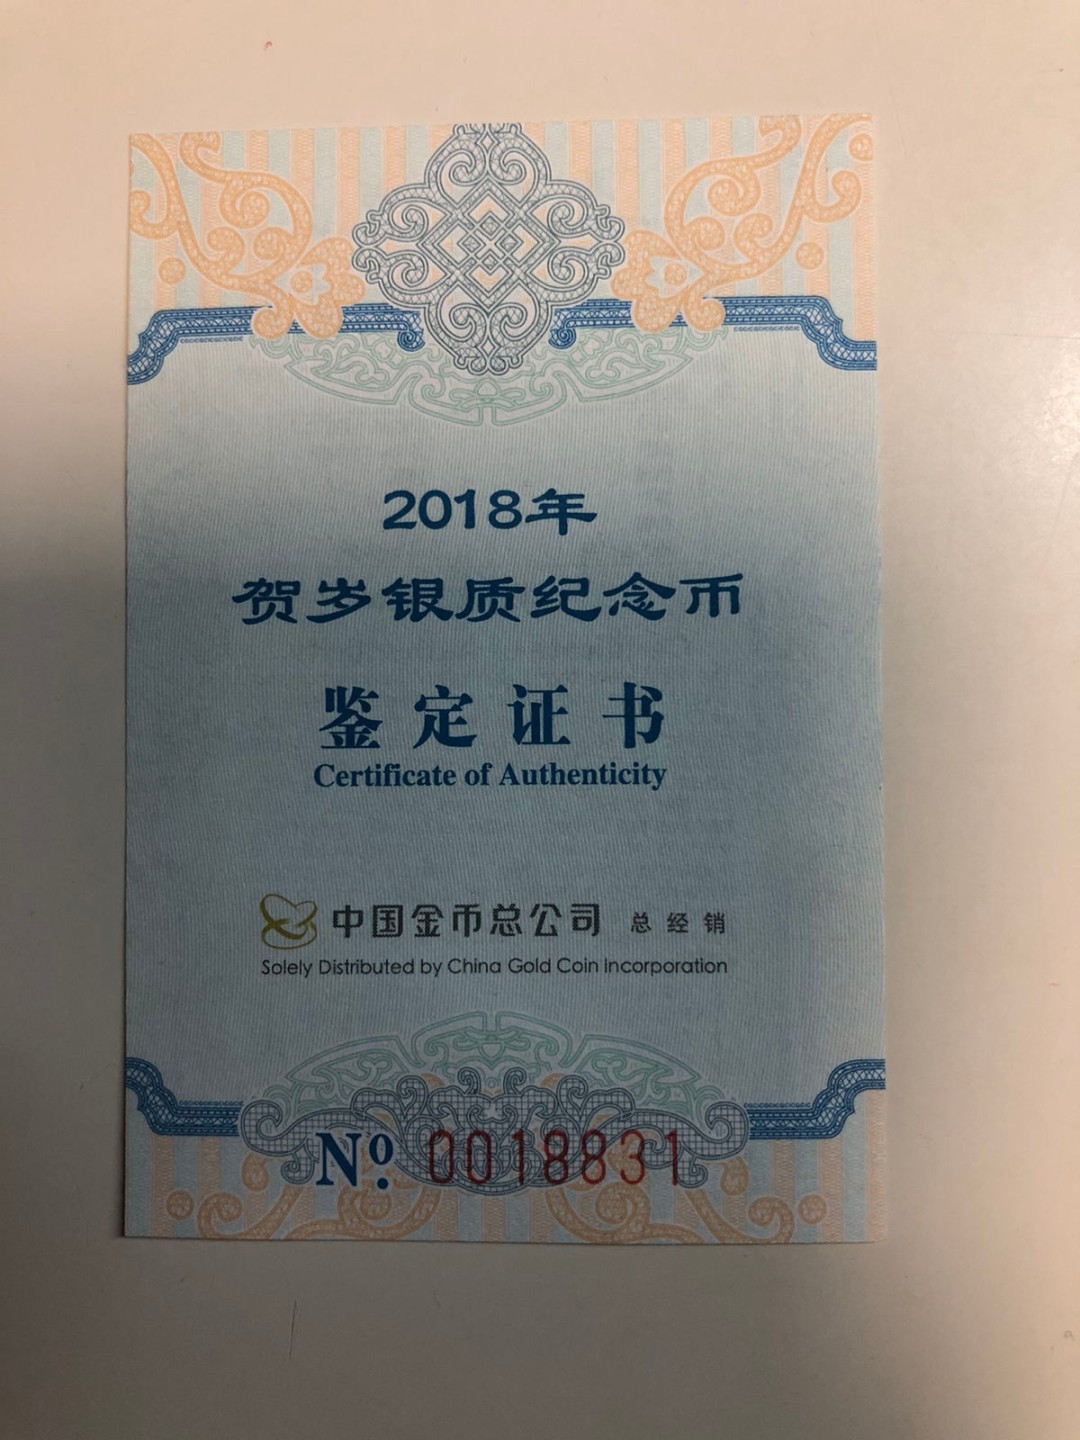 2018年
贺岁银质纪念币
鉴定证书
Certificate of Authenticity
中国金币总公司 总经销
Solely Distributed by China Gold Coin Incorporation
Nº. 0018831